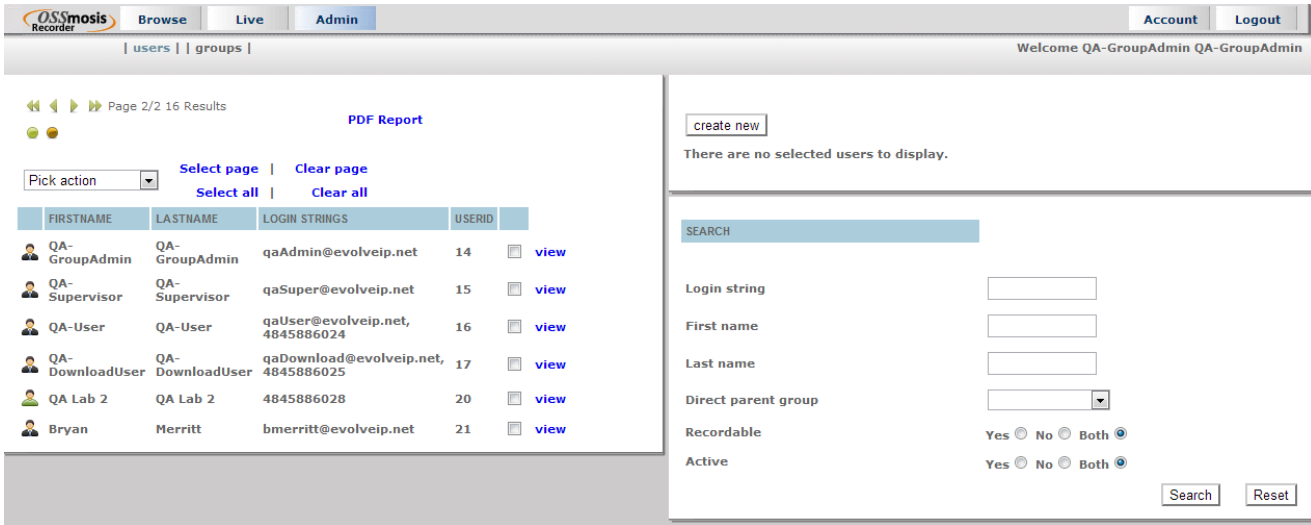 OSSmosis Recorder Browse Live Admin Account Logout
| users | | groups | Welcome QA-GroupAdmin QA-GroupAdmin
Page 2/2 16 Results
PDF Report
Pick action
Select page | Clear page
Select all | Clear all
FIRSTNAME LASTNAME LOGIN STRINGS USERID
QA-GroupAdmin QA-GroupAdmin qaAdmin@evolveip.net 14 view
QA-Supervisor QA-Supervisor qaSuper@evolveip.net 15 view
QA-User QA-User qaUser@evolveip.net, 4845886024 16 view
QA-DownloadUser QA-DownloadUser qaDownload@evolveip.net, 4845886025 17 view
QA Lab 2 QA Lab 2 4845886028 20 view
Bryan Merritt bmerritt@evolveip.net 21 view
create new
There are no selected users to display.
SEARCH
Login string
First name
Last name
Direct parent group
Recordable Yes No Both
Active Yes No Both
Search Reset